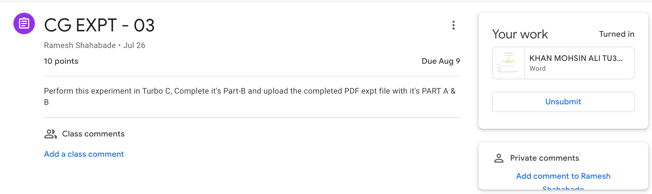 CG EXPT - 03
Ramesh Shahabade • Jul 26
10 points
Due Aug 9
Perform this experiment in Turbo C, Complete it's Part-B and upload the completed PDF expt file with it's PART A &
B
Class comments
Add a class comment
Your work
Turned in
KHAN MOHSIN ALI TU3...
Word
Unsubmit
Private comments
Add comment to Ramesh
Shahabade